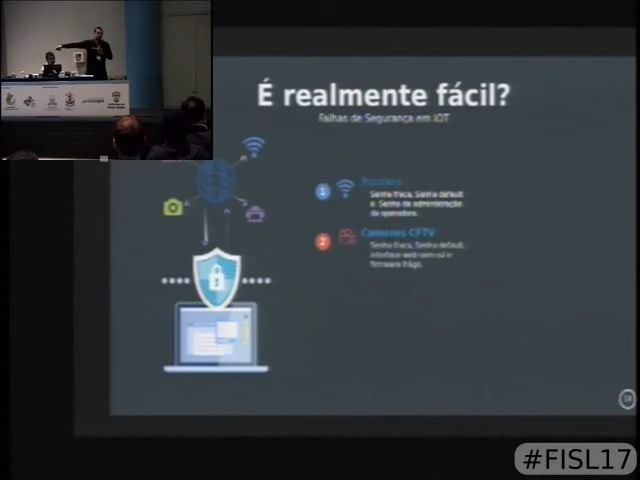 É realmente fácil?
Falhas de Segurança em IOT
1
Routers
Senha fraca, Senha default
e Senha de administração
da operadora.
2
Cameras CFTV
Senha fraca, Senha default,
interface web sem ssl e
firmware frágil.
#FISL17